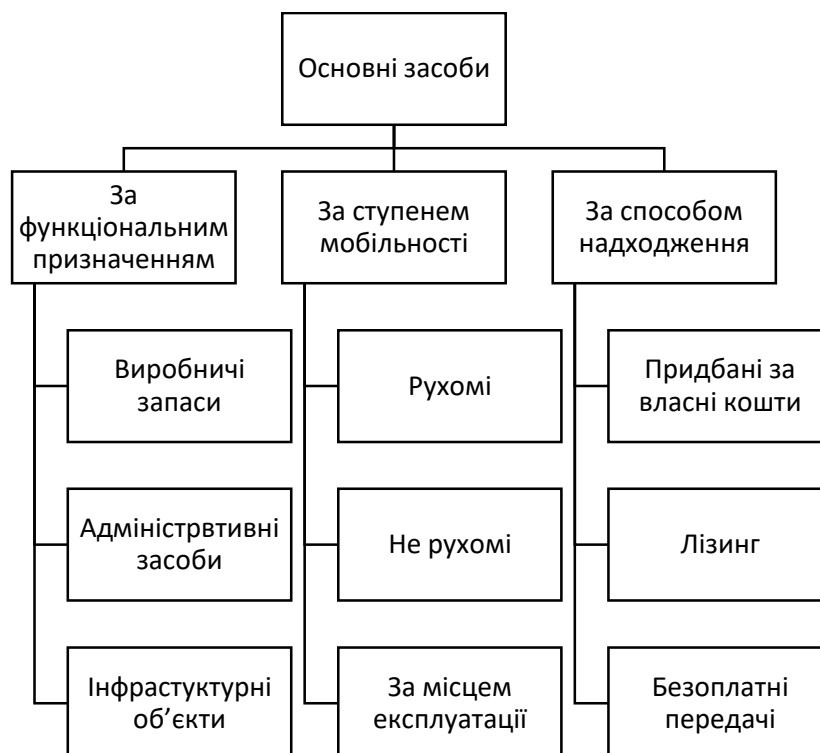 Основні засоби
За
функціональним
призначенням
За ступенем
мобільності
За способом
надходження
Виробничі
запаси
Рухомі
Придбані за
власні кошти
Адміністрвтивні
засоби
Не рухомі
Лізинг
Інфрастуктурні
об’єкти
За місцем
експлуатації
Безоплатні
передачі